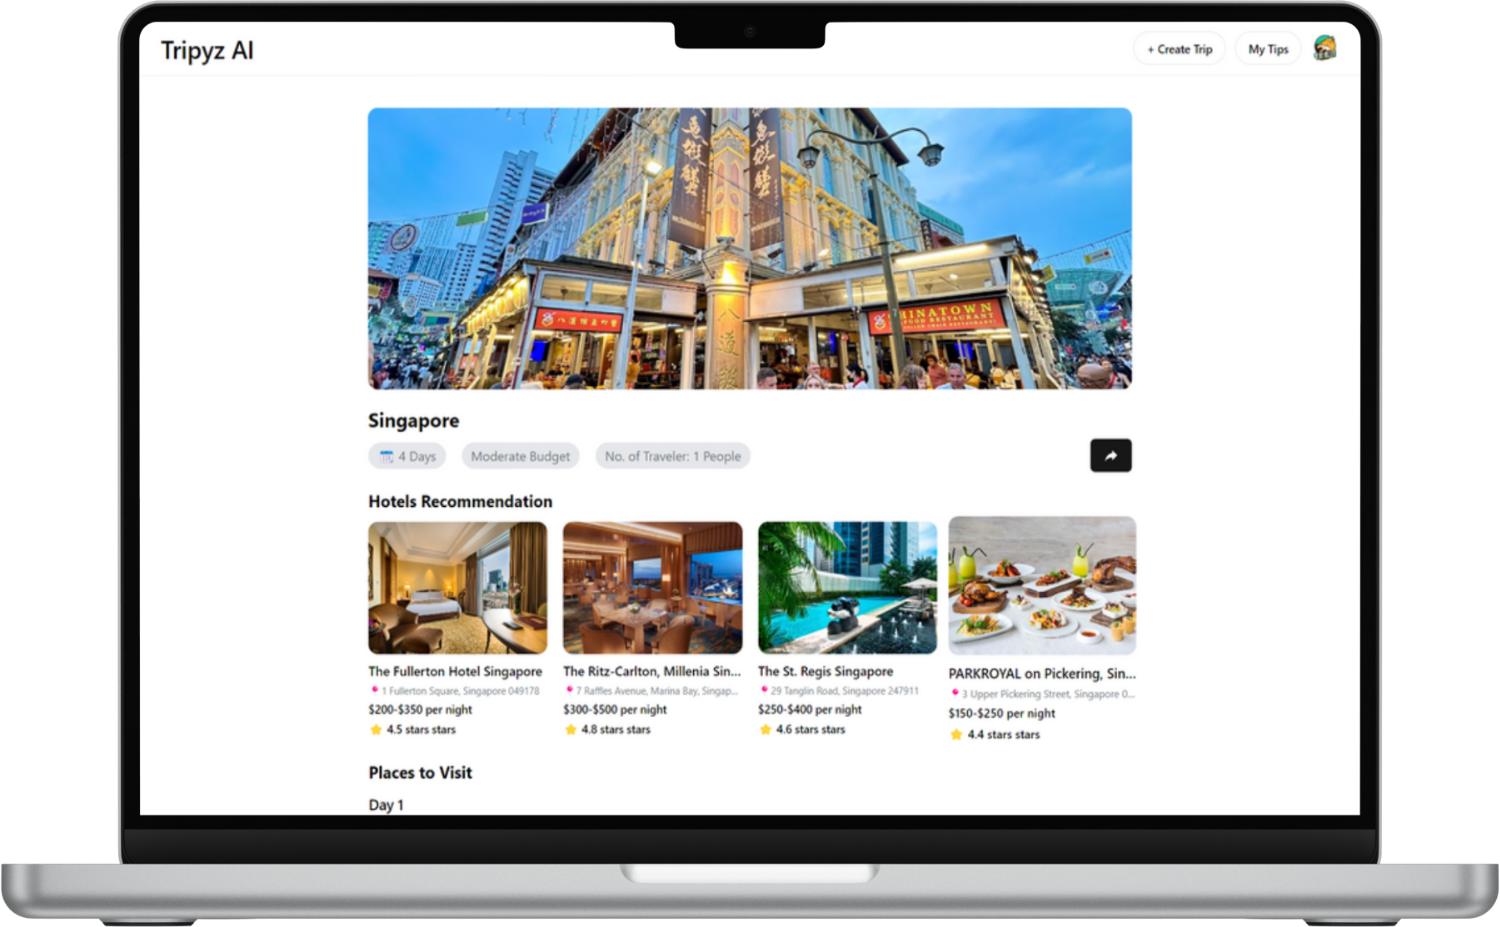 Tripyz AI
+ Create Trip
My Tips
CHINATOWN
RESTAURANT
Singapore
4 Days
Moderate Budget
No. of Traveler: 1 People
Hotels Recommendation
The Fullerton Hotel Singapore
1 Fullerton Square, Singapore 049178
$200-$350 per night
4.5 stars stars
The Ritz-Carlton, Millenia Sin...
7 Raffles Avenue, Marina Bay, Singap...
$300-$500 per night
4.8 stars stars
The St. Regis Singapore
29 Tanglin Road, Singapore 247911
$250-$400 per night
4.6 stars stars
PARKROYAL on Pickering, Sin...
3 Upper Pickering Street, Singapore 0...
$150-$250 per night
4.4 stars stars
Places to Visit
Day 1